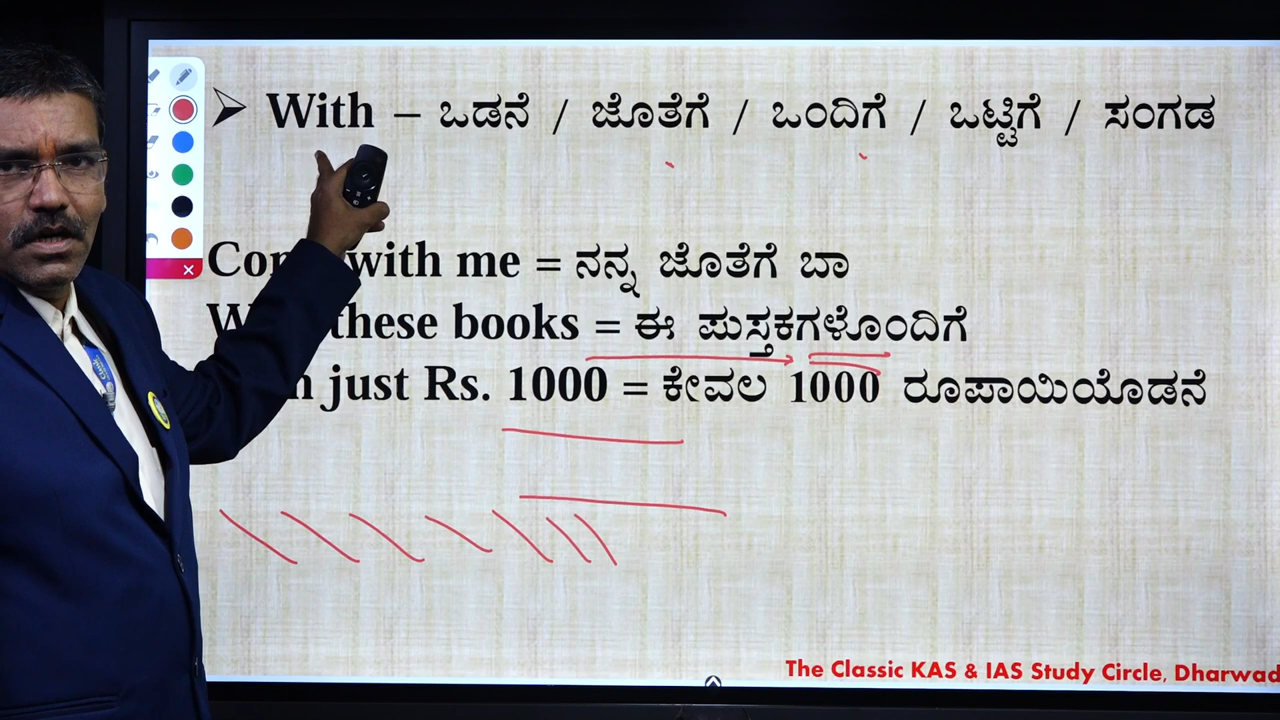 With – ಒಡನೆ / ಜೊತೆಗೆ / ಒಂದಿಗೆ / ಒಟ್ಟಿಗೆ / ಸಂಗಡ
with me = ನನ್ನ ಜೊತೆಗೆ ಬಾ
these books = ಈ ಪುಸ್ತಕಗಳೊಂದಿಗೆ
just Rs. 1000 = ಕೇವಲ 1000 ರೂಪಾಯಿಯೊಡನೆ
The Classic KAS & IAS Study Circle, Dharwad